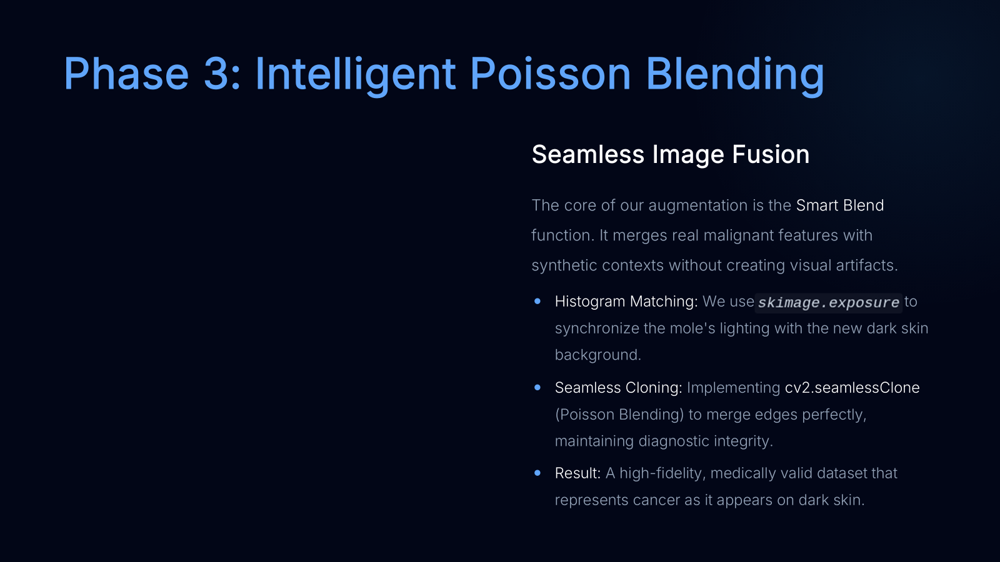 Phase 3: Intelligent Poisson Blending
Seamless Image Fusion
The core of our augmentation is the Smart Blend
function. It merges real malignant features with
synthetic contexts without creating visual artifacts.
• Histogram Matching: We use skimage.exposure to
synchronize the mole's lighting with the new dark skin
background.
• Seamless Cloning: Implementing cv2.seamlessClone
(Poisson Blending) to merge edges perfectly,
maintaining diagnostic integrity.
• Result: A high-fidelity, medically valid dataset that
represents cancer as it appears on dark skin.